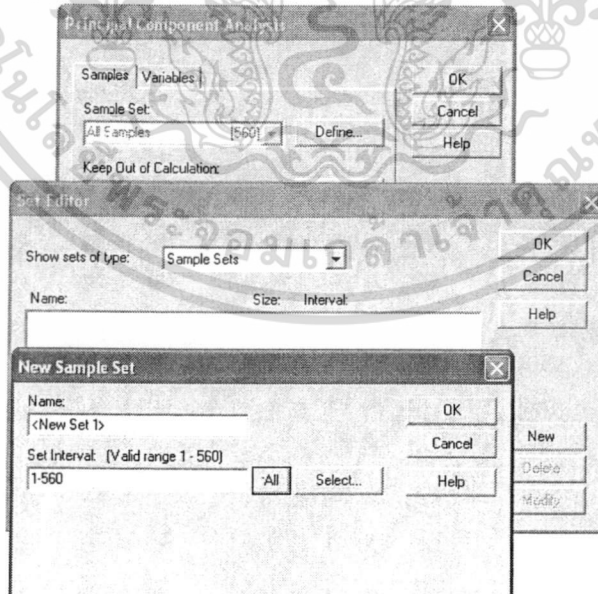 Principal Component Analysis
Samples Variables
OK
Sample Set:
Cancel
All Samples [560] Define...
Help
Keep Out of Calculation:
Set Editor
Show sets of type: Sample Sets
OK
Cancel
Name: Size: Interval:
Help
New Sample Set
Name:
<New Set 1>
OK
Set Interval: (Valid range 1 - 560)
Cancel
1-560 All Select... Help
New
Delete
Modify